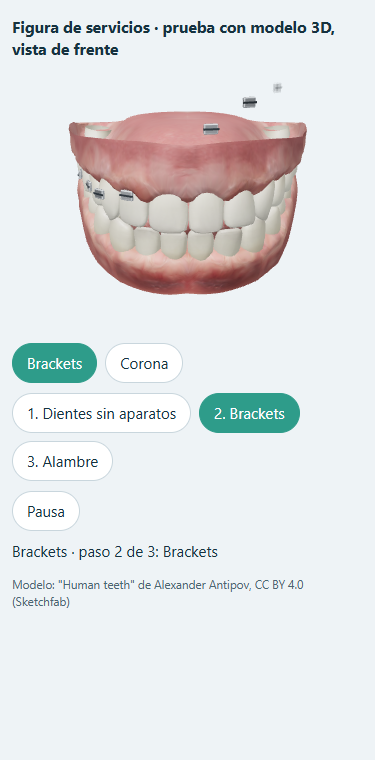 Figura de servicios · prueba con modelo 3D,
vista de frente
Brackets
Corona
1. Dientes sin aparatos
2. Brackets
3. Alambre
Pausa
Brackets · paso 2 de 3: Brackets
Modelo: "Human teeth" de Alexander Antipov, CC BY 4.0
(Sketchfab)